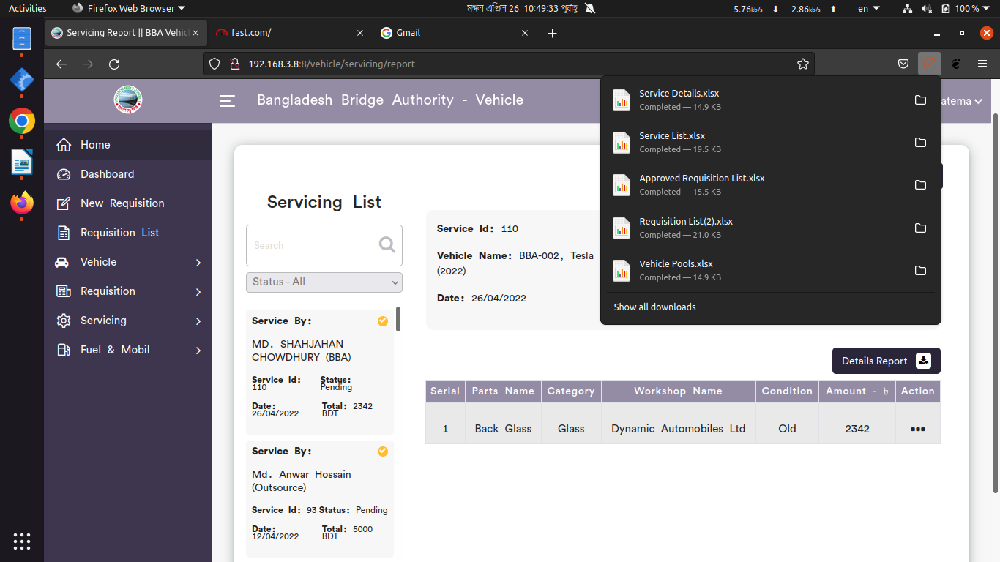 Activities
Firefox Web Browser
মঙ্গল এপ্রিল 26 10:49:33 পূর্বাহ্ণ
5.76kb/s
2.86kb/s
en
100 %
Servicing Report || BBA Vehicl
fast.com/
Gmail
192.168.3.8:8/vehicle/servicing/report
Bangladesh Bridge Authority - Vehicle
atema
Home
Dashboard
New Requisition
Requisition List
Vehicle
Requisition
Servicing
Fuel & Mobil
Servicing List
Search
Status - All
Service By:
MD. SHAHJAHAN
CHOWDHURY (BBA)
Service Id: Status:
110 Pending
Date: Total: 2342
26/04/2022 BDT
Service By:
Md. Anwar Hossain
(Outsource)
Service Id: 93 Status: Pending
Date: Total: 5000
12/04/2022 BDT
Service Id: 110
Vehicle Name: BBA-002, Tesla
(2022)
Date: 26/04/2022
Service Details.xlsx
Completed — 14.9 KB
Service List.xlsx
Completed — 19.5 KB
Approved Requisition List.xlsx
Completed — 15.5 KB
Requisition List(2).xlsx
Completed — 21.0 KB
Vehicle Pools.xlsx
Completed — 14.9 KB
Show all downloads
Details Report
Serial Parts Name Category Workshop Name Condition Amount - ৳ Action
1 Back Glass Glass Dynamic Automobiles Ltd Old 2342 •••